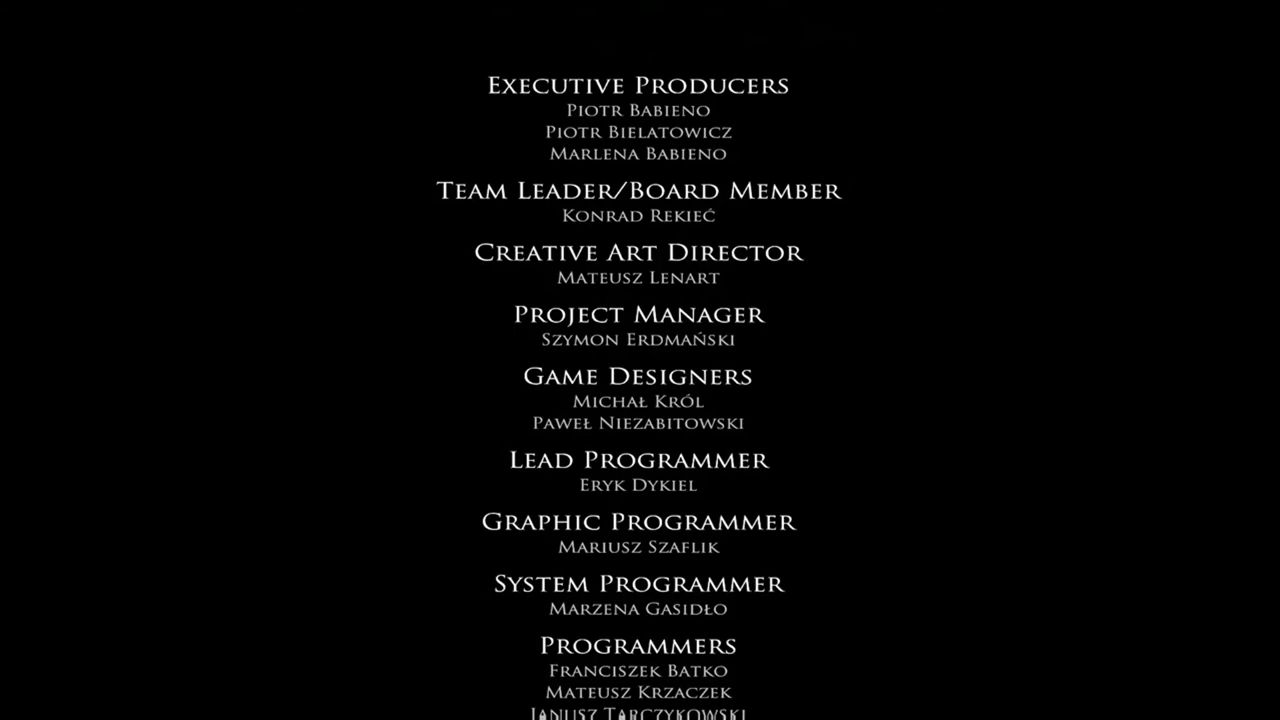 Executive Producers
Piotr Babieno
Piotr Bielatowicz
Marlena Babieno
Team Leader/Board Member
Konrad Rekieć
Creative Art Director
Mateusz Lenart
Project Manager
Szymon Erdmański
Game Designers
Michał Król
Paweł Niezabitowski
Lead Programmer
Eryk Dykiel
Graphic Programmer
Mariusz Szaflik
System Programmer
Marzena Gasidło
Programmers
Franciszek Batko
Mateusz Krzaczek
Janusz Tarczykowski